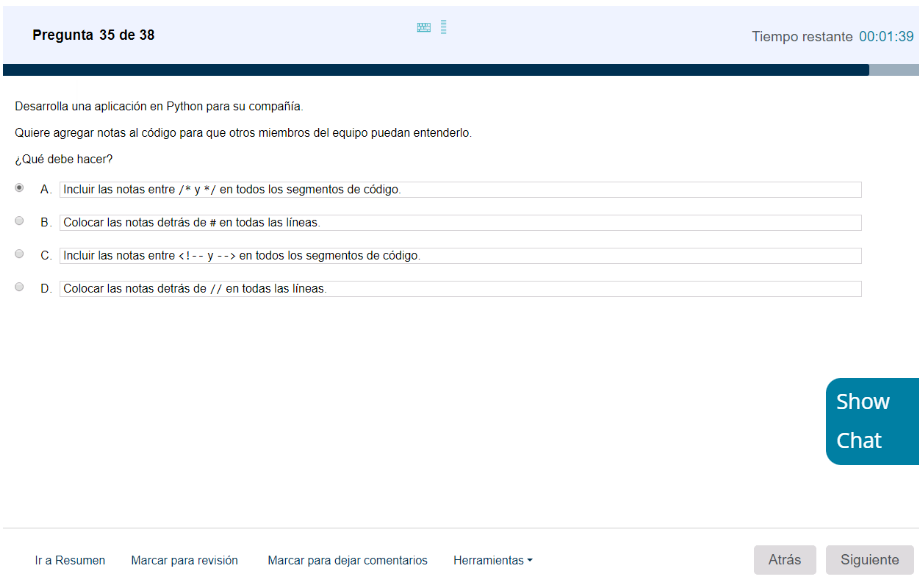 Pregunta 35 de 38
Tiempo restante 00:01:39
Desarrolla una aplicación en Python para su compañía.
Quiere agregar notas al código para que otros miembros del equipo puedan entenderlo.
¿Qué debe hacer?
A. Incluir las notas entre /* y */ en todos los segmentos de código.
B. Colocar las notas detrás de # en todas las líneas.
C. Incluir las notas entre <!-- y --> en todos los segmentos de código.
D. Colocar las notas detrás de // en todas las líneas.
Show
Chat
Ir a Resumen Marcar para revisión Marcar para dejar comentarios Herramientas Atrás Siguiente